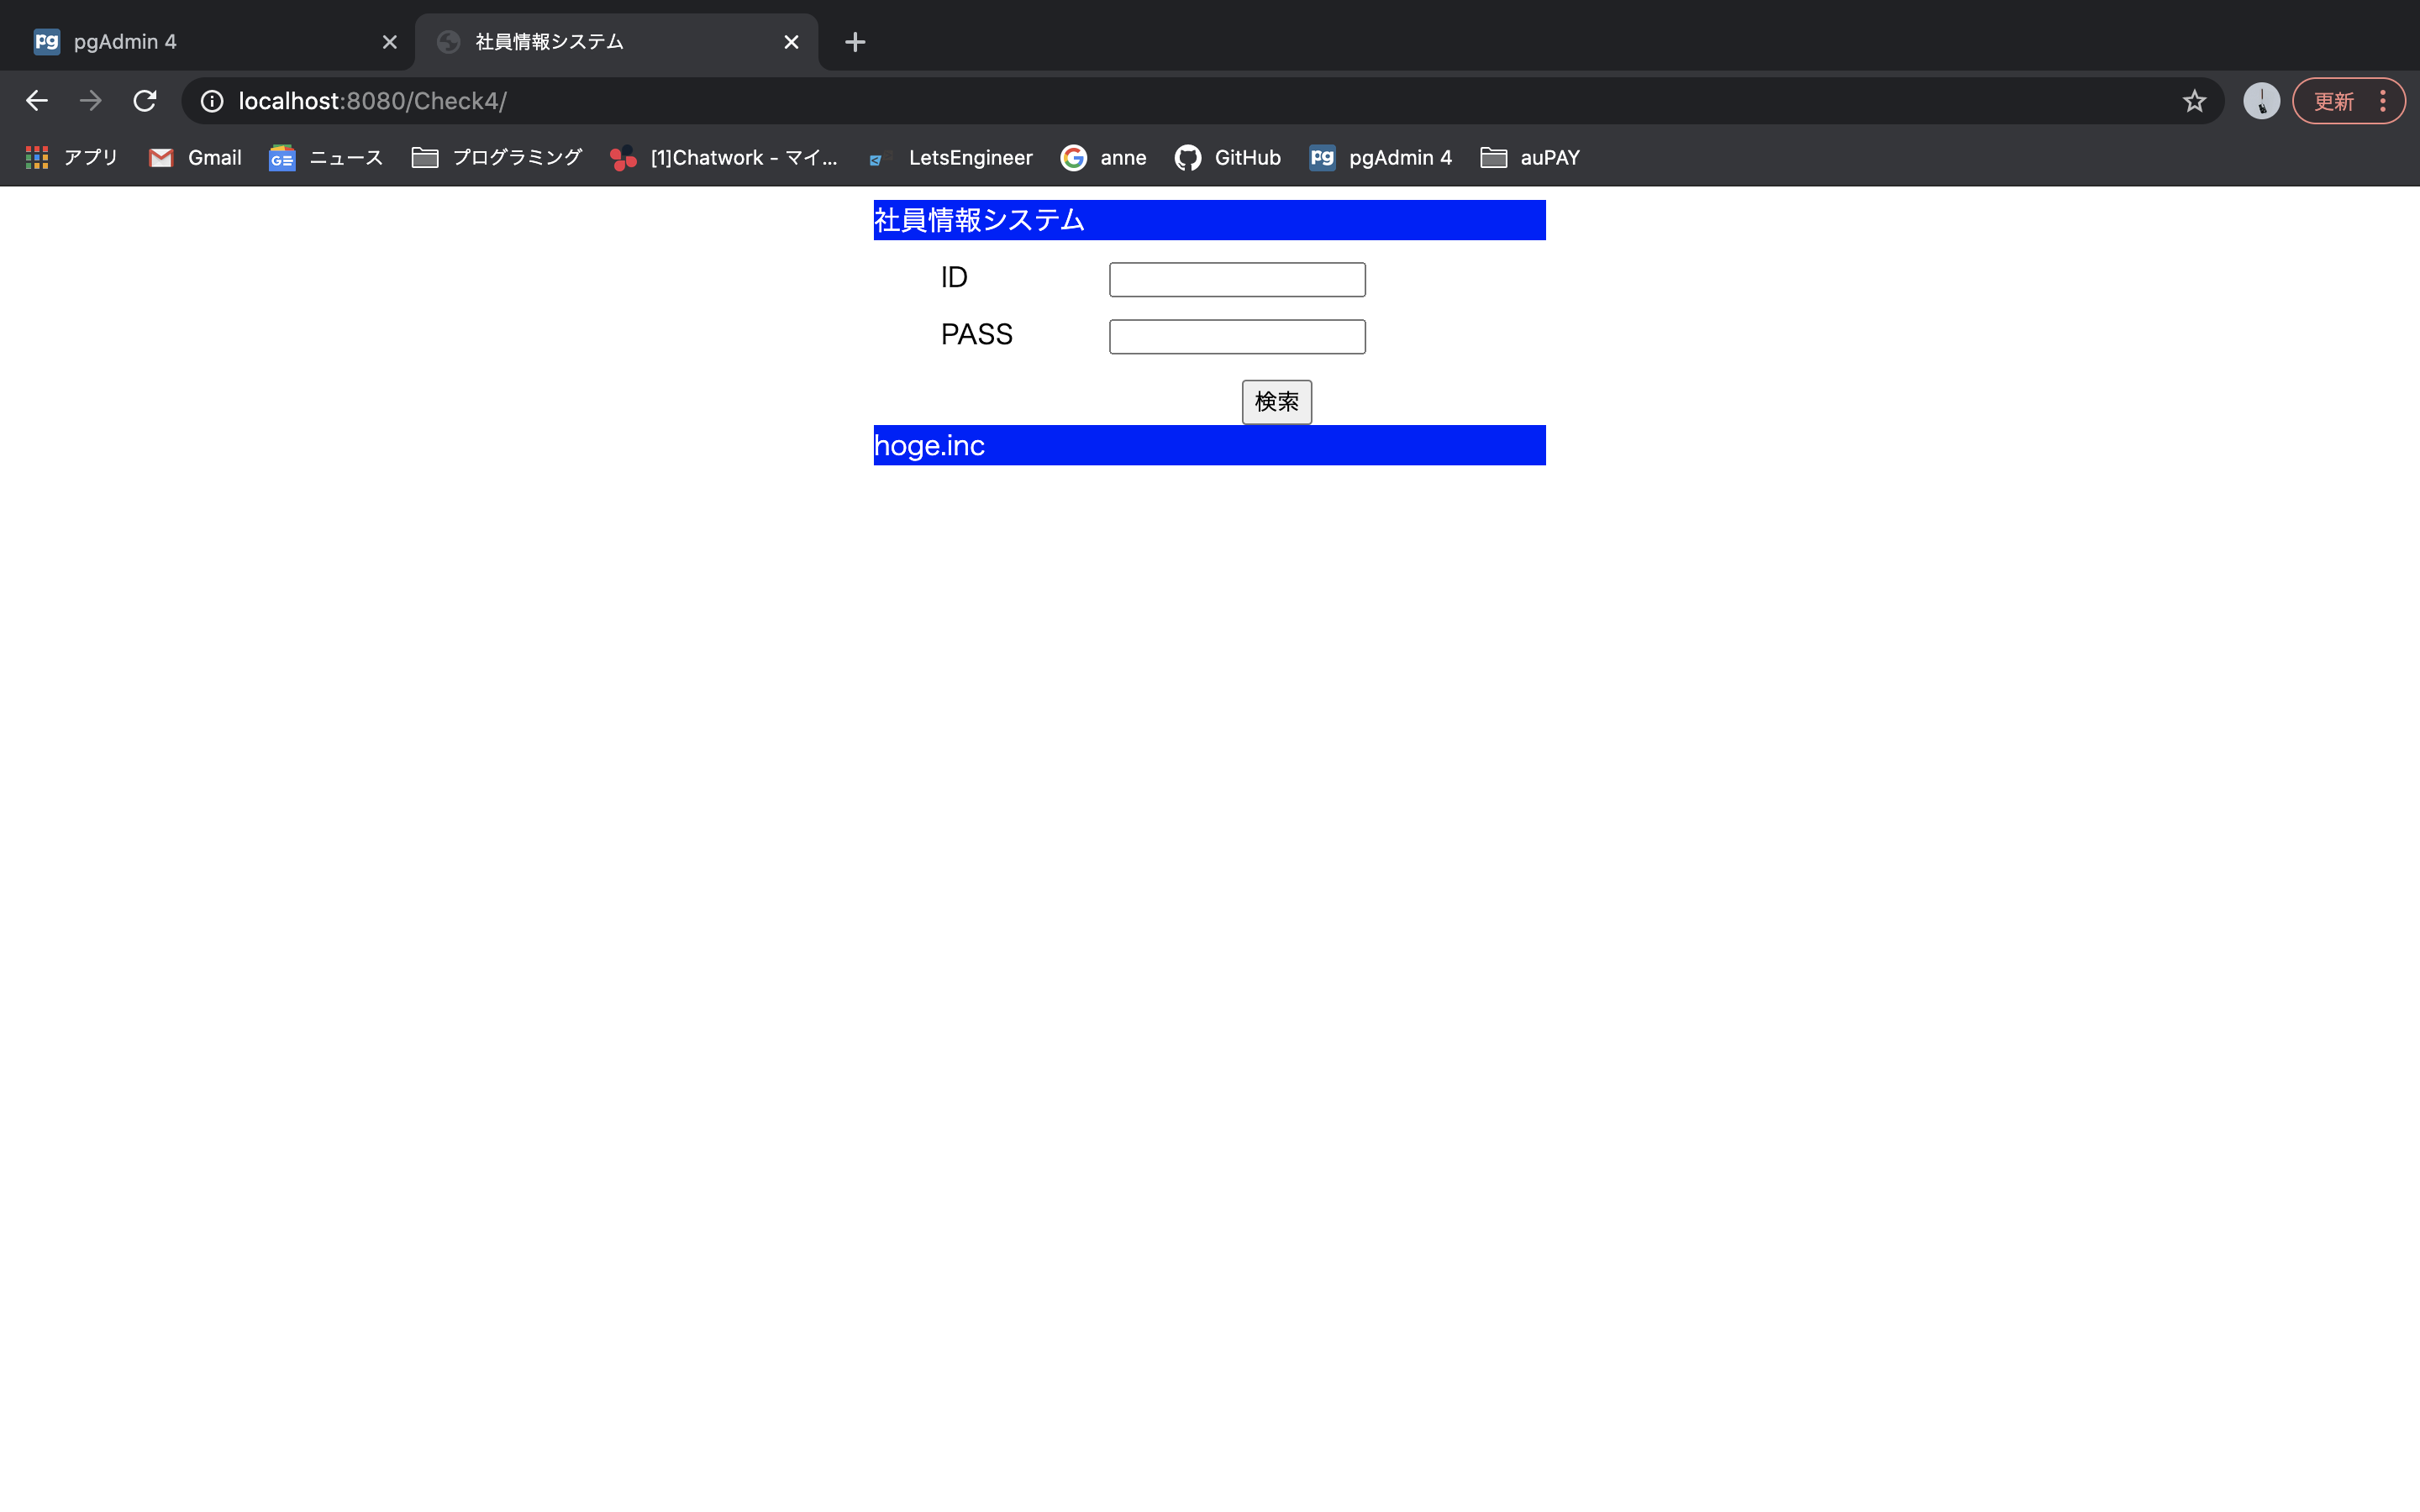 pgAdmin 4
社員情報システム
localhost:8080/Check4/
更新
アプリ Gmail ニュース プログラミング [1]Chatwork - マイ... LetsEngineer anne GitHub pgAdmin 4 auPAY
社員情報システム
ID
PASS
検索
hoge.inc